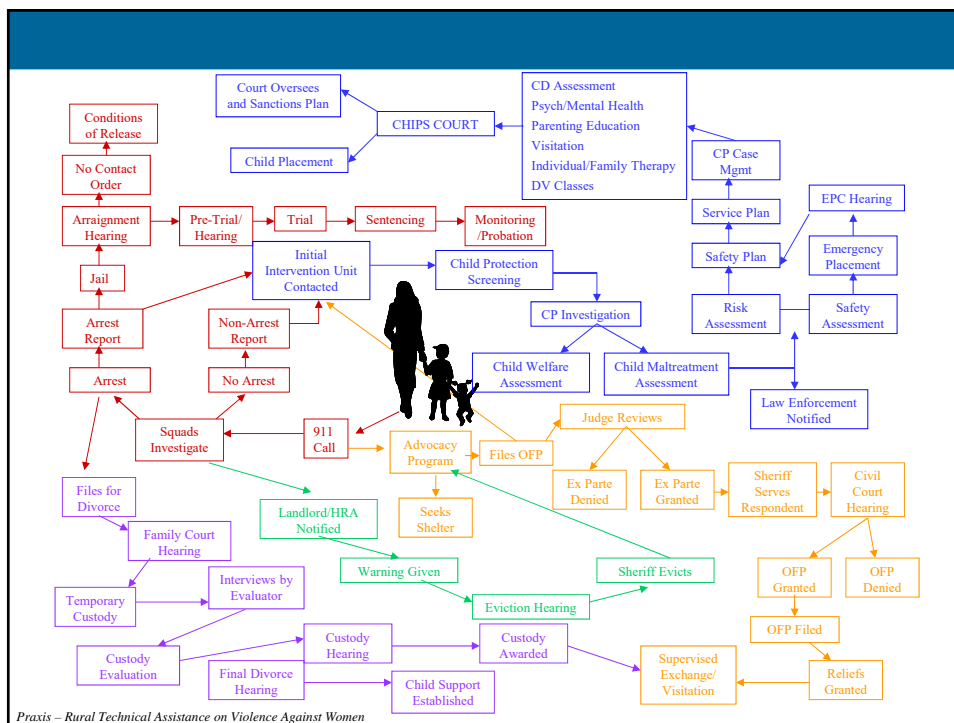 Court Oversees
and Sanctions Plan
CHIPS COURT
Child Placement
CD Assessment
Psych/Mental Health
Parenting Education
Visitation
Individual/Family Therapy
DV Classes
CP Case
Mgmt
Service Plan
Safety Plan
EPC Hearing
Emergency
Placement
Risk
Assessment
Safety
Assessment
Conditions
of Release
No Contact
Order
Arraignment
Hearing
Pre-Trial/
Hearing
Trial
Sentencing
Monitoring
/Probation
Jail
Initial
Intervention Unit
Contacted
Child Protection
Screening
CP Investigation
Arrest
Report
Non-Arrest
Report
Child Welfare
Assessment
Child Maltreatment
Assessment
Law Enforcement
Notified
Arrest
No Arrest
Squads
Investigate
911
Call
Advocacy
Program
Files OFP
Judge Reviews
Seeks
Shelter
Ex Parte
Denied
Ex Parte
Granted
Sheriff
Serves
Respondent
Civil
Court
Hearing
Files for
Divorce
Family Court
Hearing
Landlord/HRA
Notified
Warning Given
Eviction Hearing
Sheriff Evicts
OFP
Granted
OFP
Denied
OFP Filed
Reliefs
Granted
Temporary
Custody
Interviews by
Evaluator
Custody
Evaluation
Custody
Hearing
Custody
Awarded
Supervised
Exchange/
Visitation
Final Divorce
Hearing
Child Support
Established
Praxis – Rural Technical Assistance on Violence Against Women